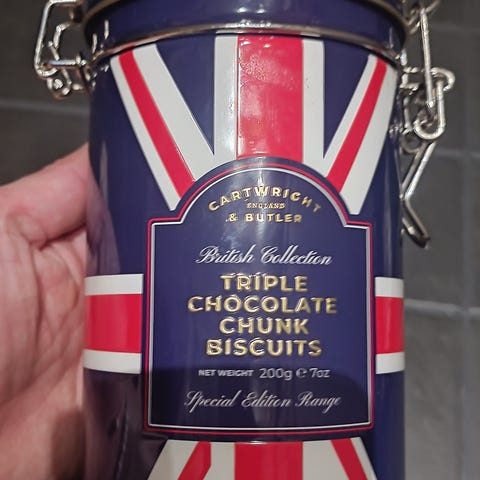 CARTWRIGHT
ENGLAND
& BUTLER
British Collection
TRIPLE
CHOCOLATE
CHUNK
BISCUITS
NET WEIGHT 200g ℮ 7oz
Special Edition Range